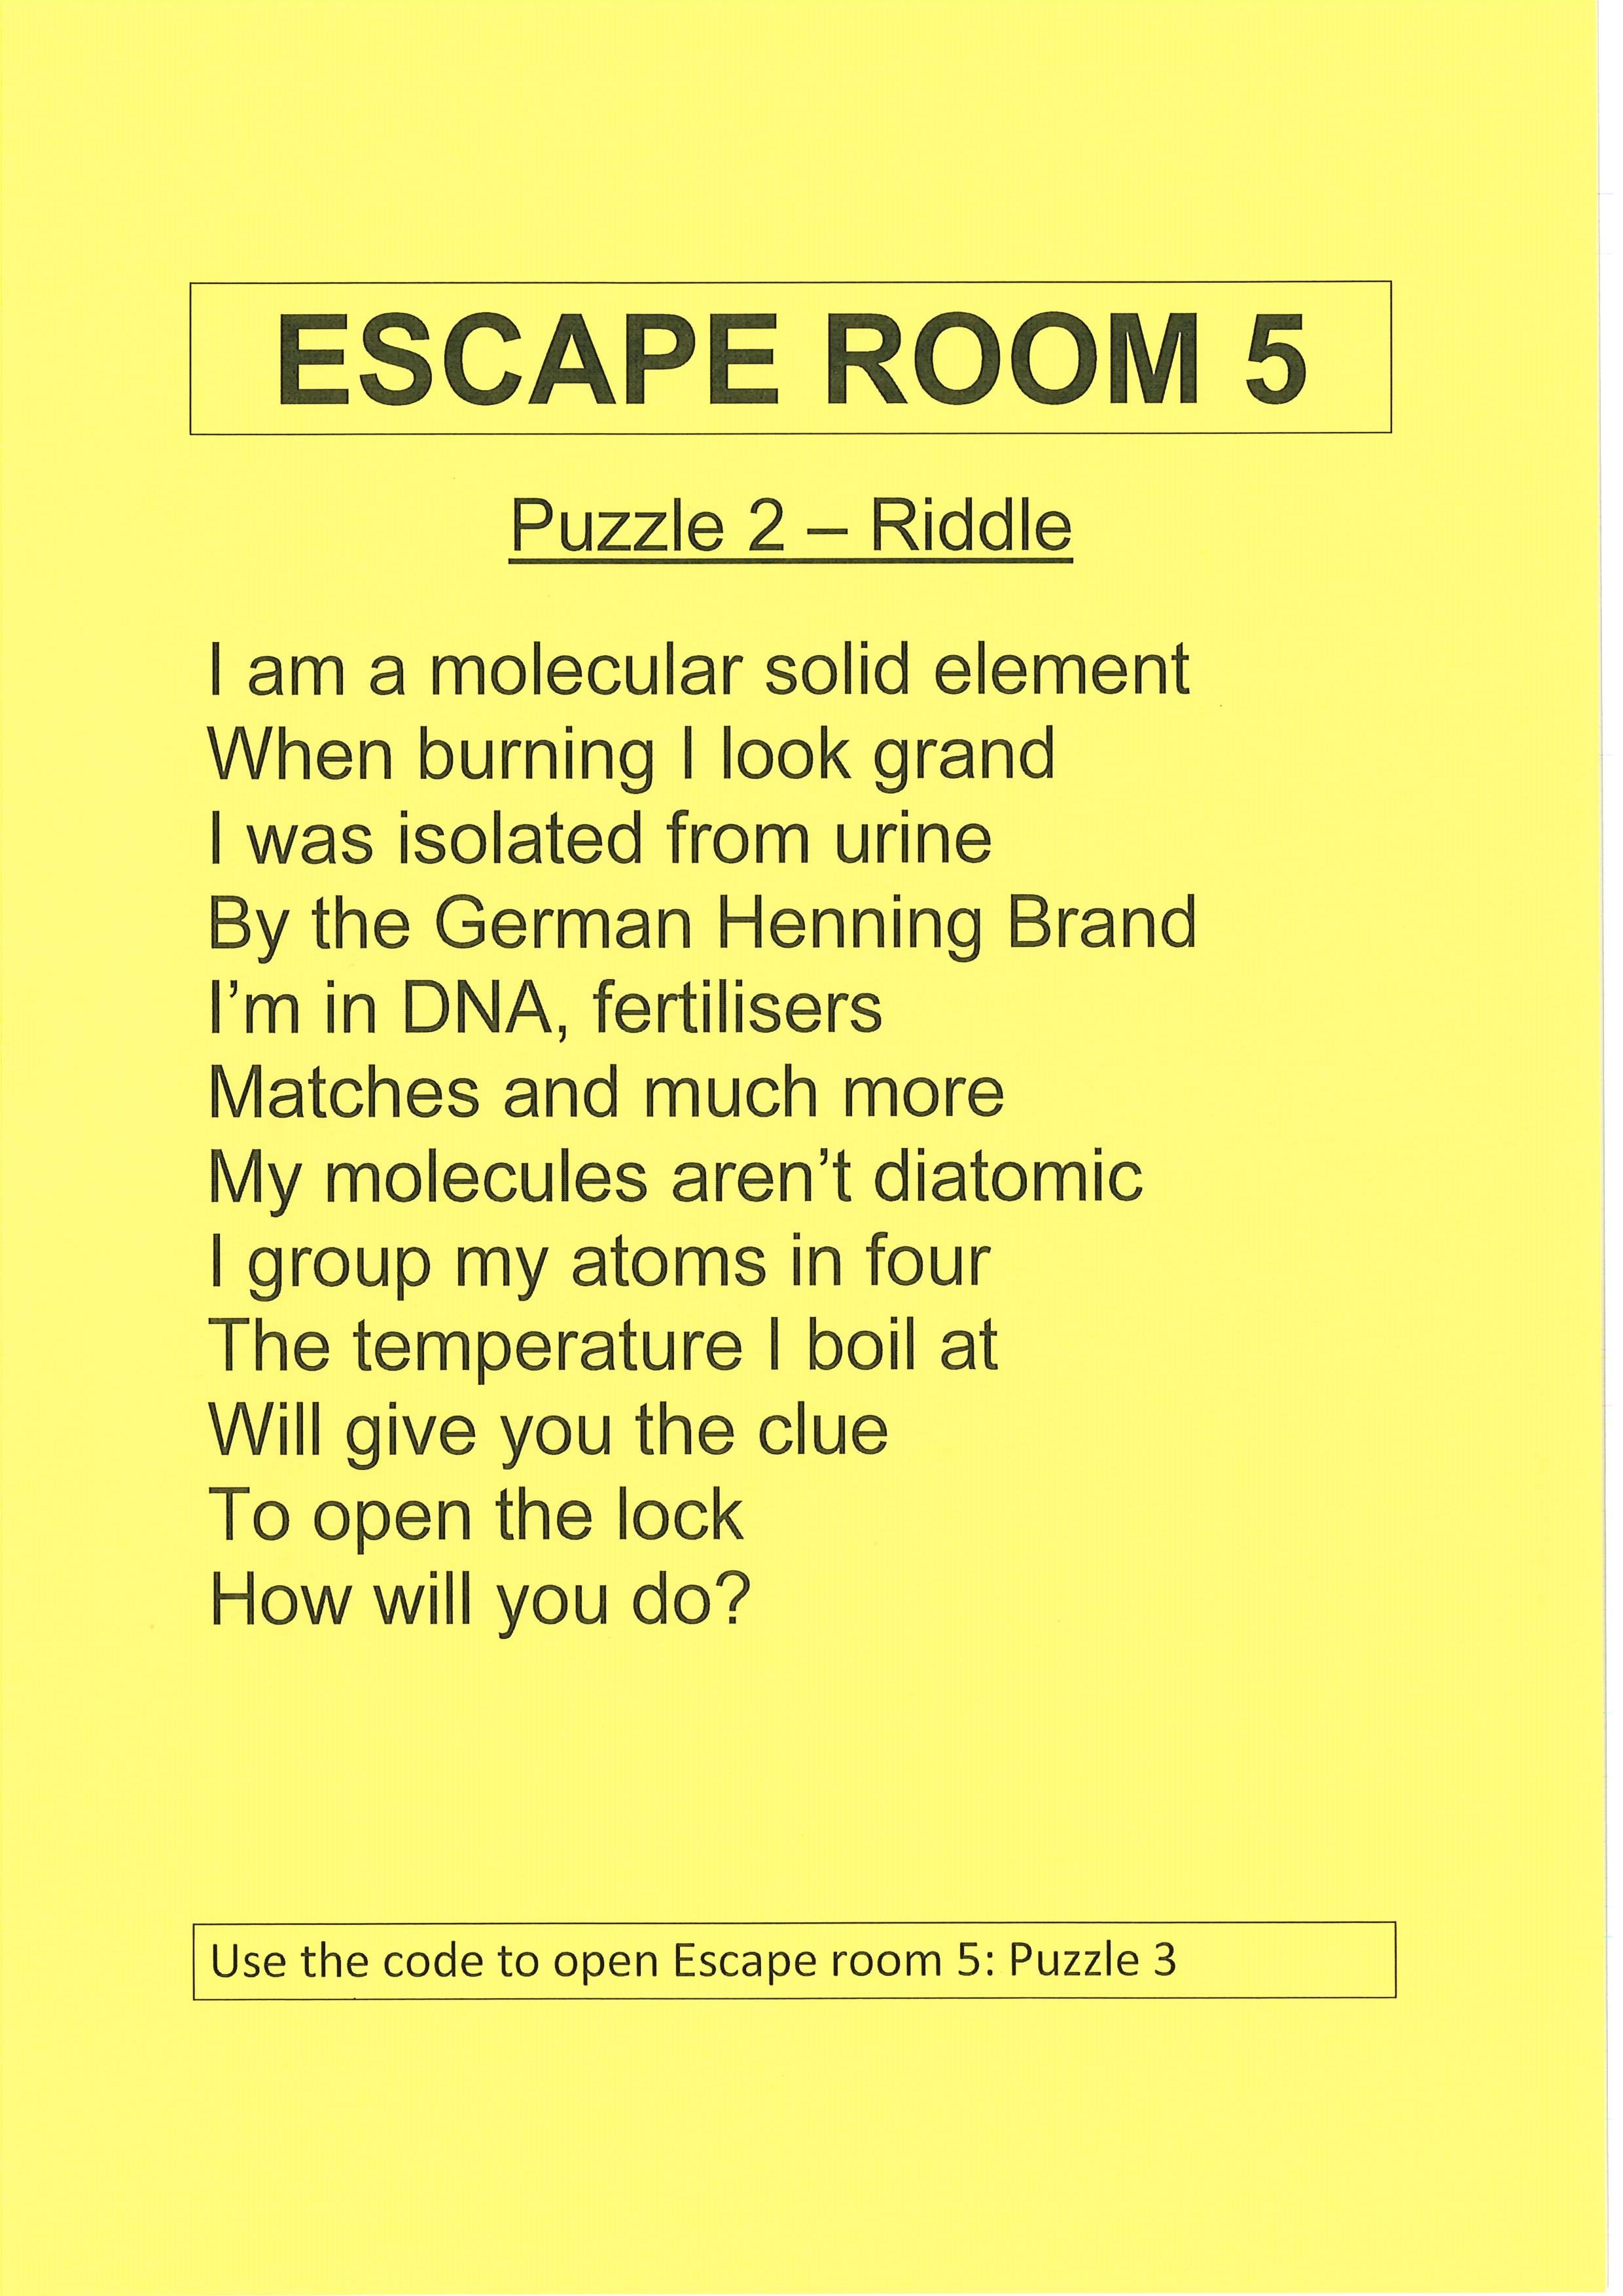 ESCAPE ROOM 5
Puzzle 2 – Riddle
I am a molecular solid element
When burning I look grand
I was isolated from urine
By the German Henning Brand
I’m in DNA, fertilisers
Matches and much more
My molecules aren’t diatomic
I group my atoms in four
The temperature I boil at
Will give you the clue
To open the lock
How will you do?
Use the code to open Escape room 5: Puzzle 3